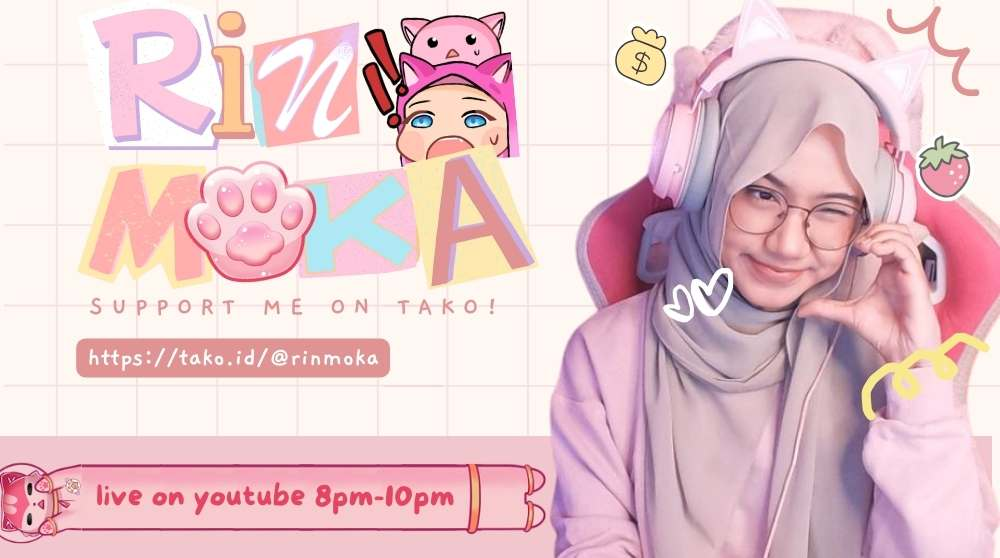 Rin
MOKA
SUPPORT ME ON TAKO!
https://tako.id/@rinmoka
$
live on youtube 8pm-10pm